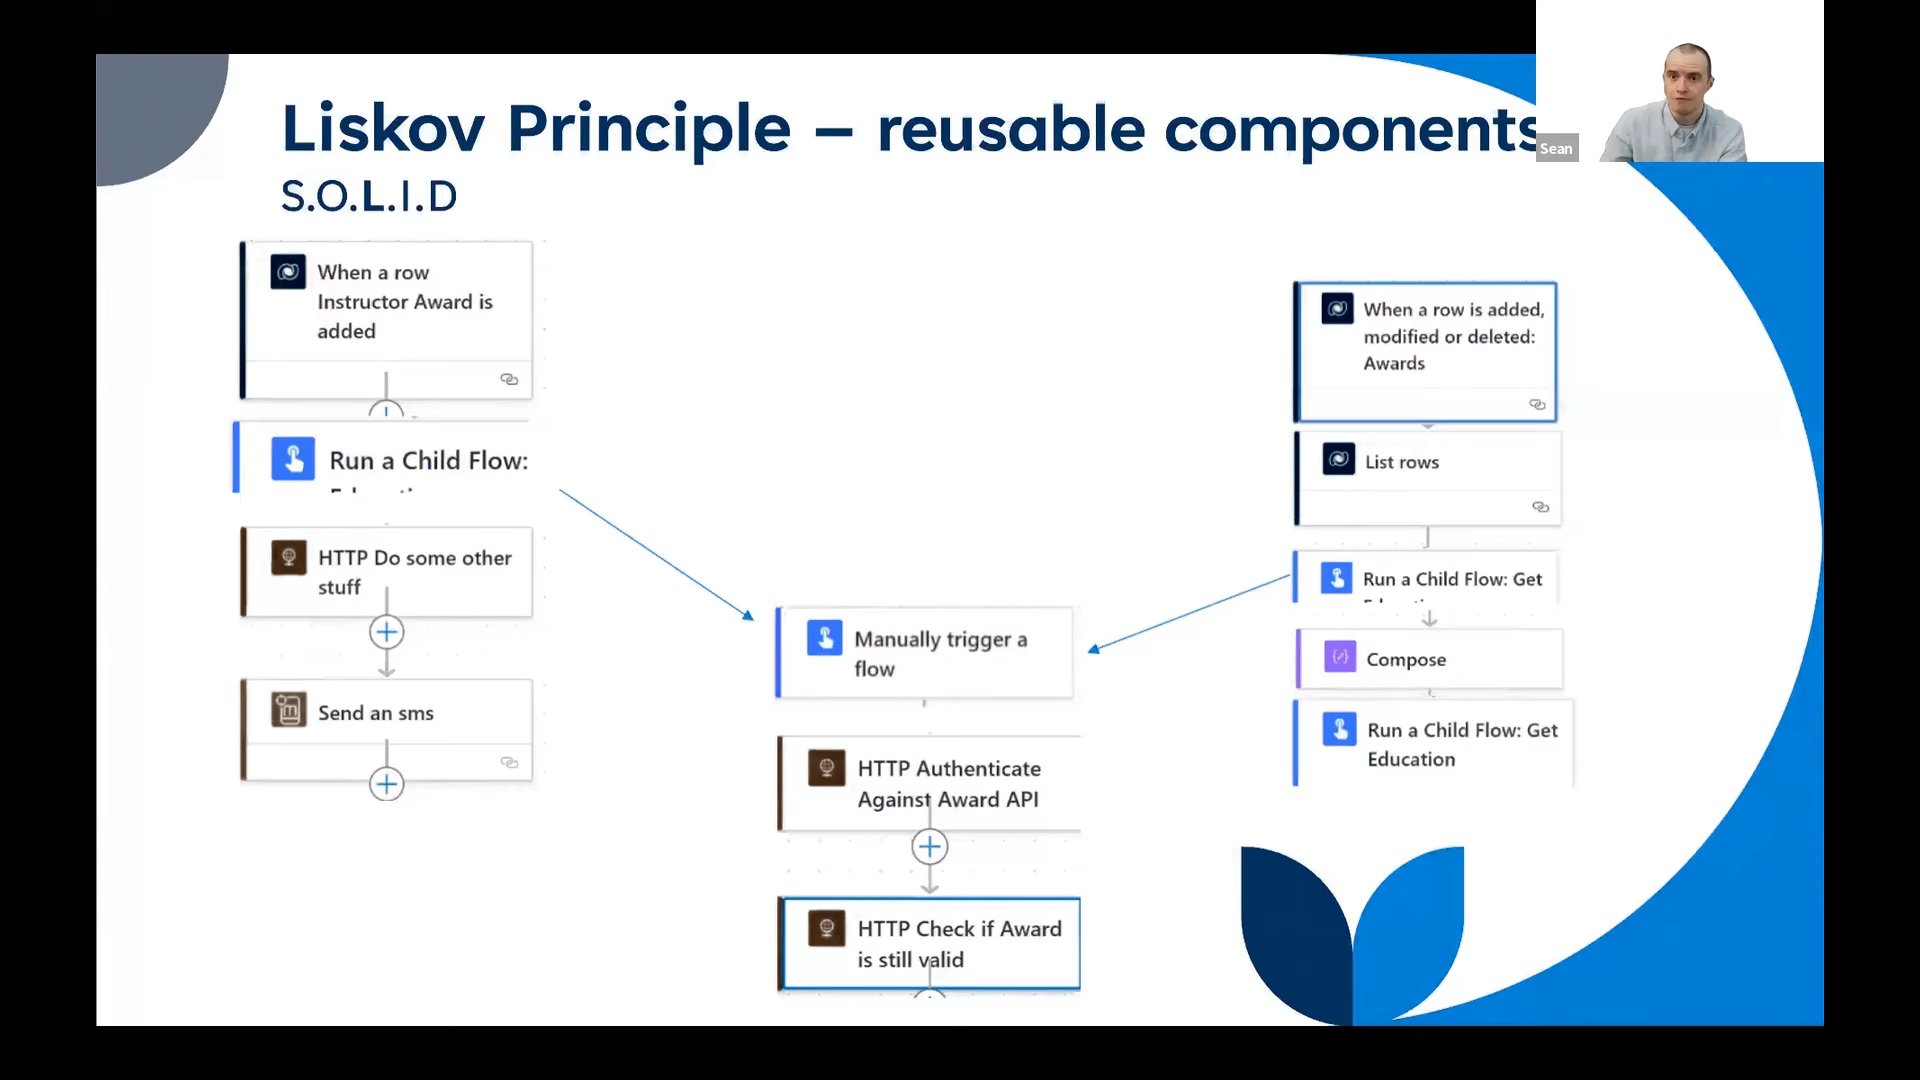 Liskov Principle – reusable components
S.O.L.I.D
Sean
When a row
Instructor Award is
added
Run a Child Flow:
HTTP Do some other
stuff
Send an sms
Manually trigger a
flow
HTTP Authenticate
Against Award API
HTTP Check if Award
is still valid
When a row is added,
modified or deleted:
Awards
List rows
Run a Child Flow: Get
Compose
Run a Child Flow: Get
Education